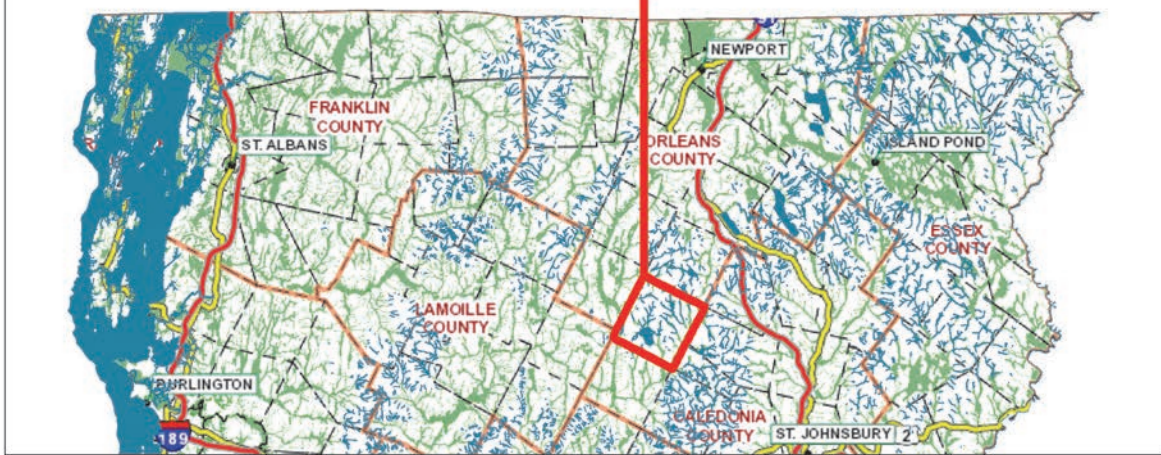 NEWPORT
FRANKLIN
COUNTY
ST. ALBANS
ORLEANS
COUNTY
ISLAND POND
ESSEX
COUNTY
LAMOILLE
COUNTY
BURLINGTON
CALEDONIA
COUNTY
ST. JOHNSBURY
2
189